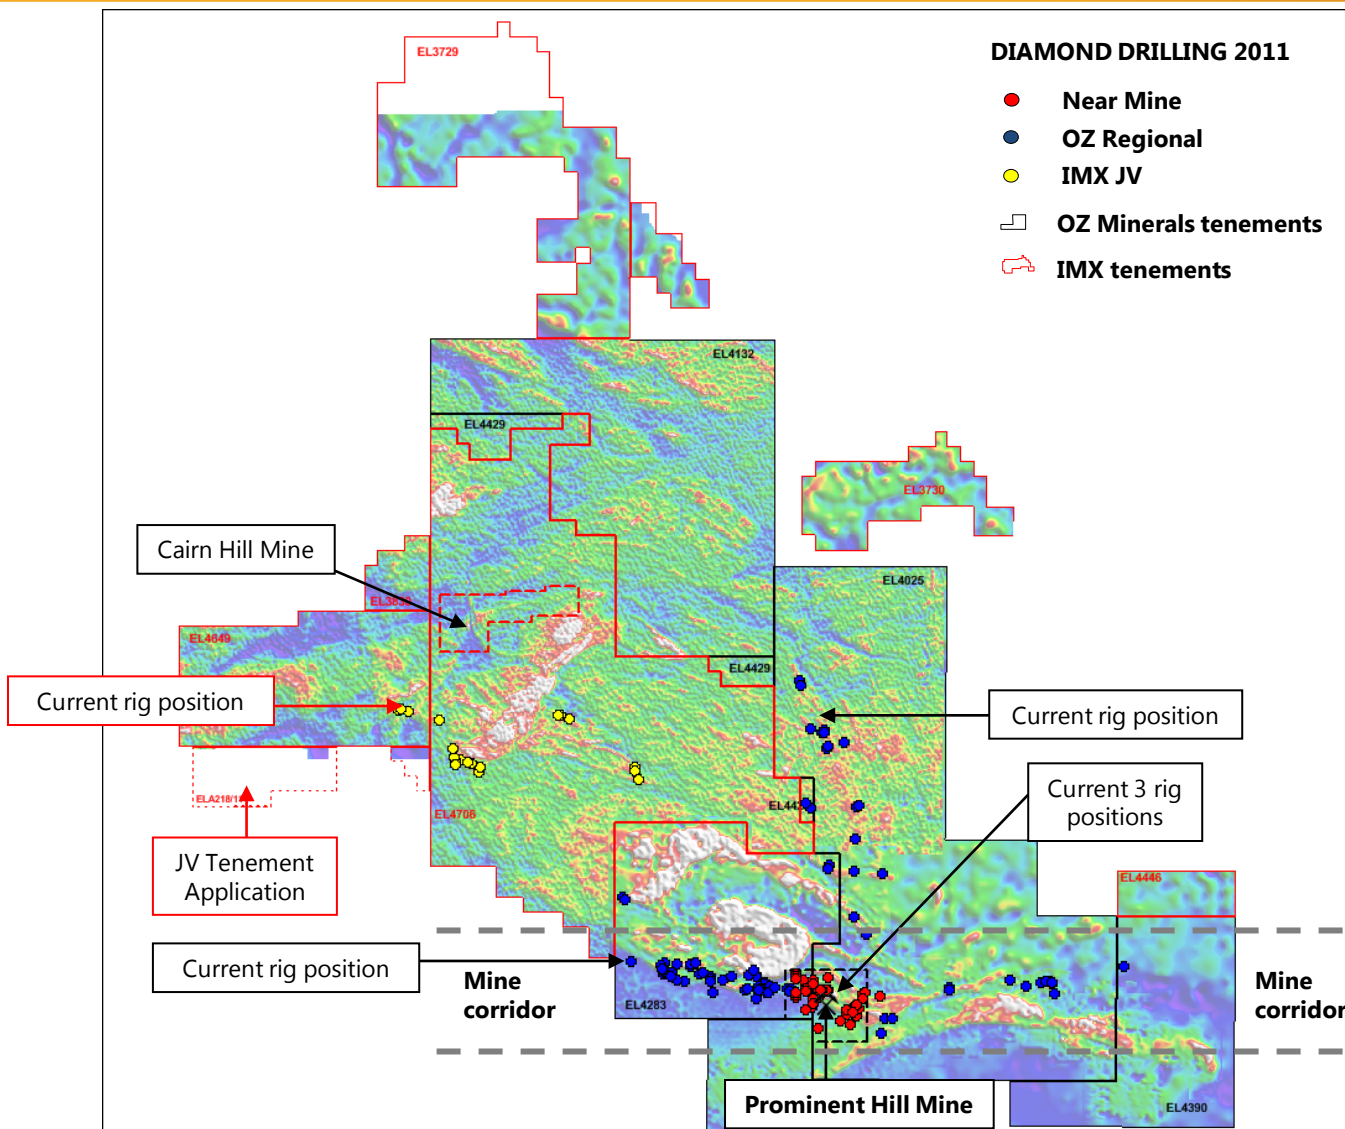 EL3729
DIAMOND DRILLING 2011
Near Mine
OZ Regional
IMX JV
OZ Minerals tenements
IMX tenements
EL4132
EL4429
EL3730
Cairn Hill Mine
EL4025
EL4649
EL4429
Current rig position
Current rig position
Current 3 rig
positions
EL4706
JV Tenement
Application
EL4446
Current rig position
Mine
corridor
Mine
corridor
EL4283
Prominent Hill Mine
EL4390